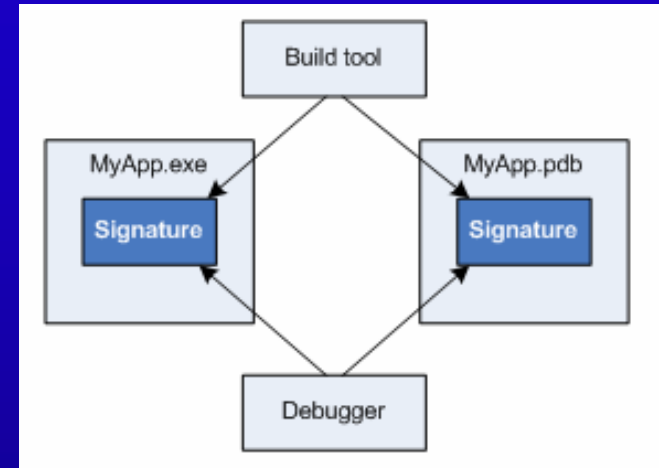 Build tool
MyApp.exe
MyApp.pdb
Signature
Signature
Debugger